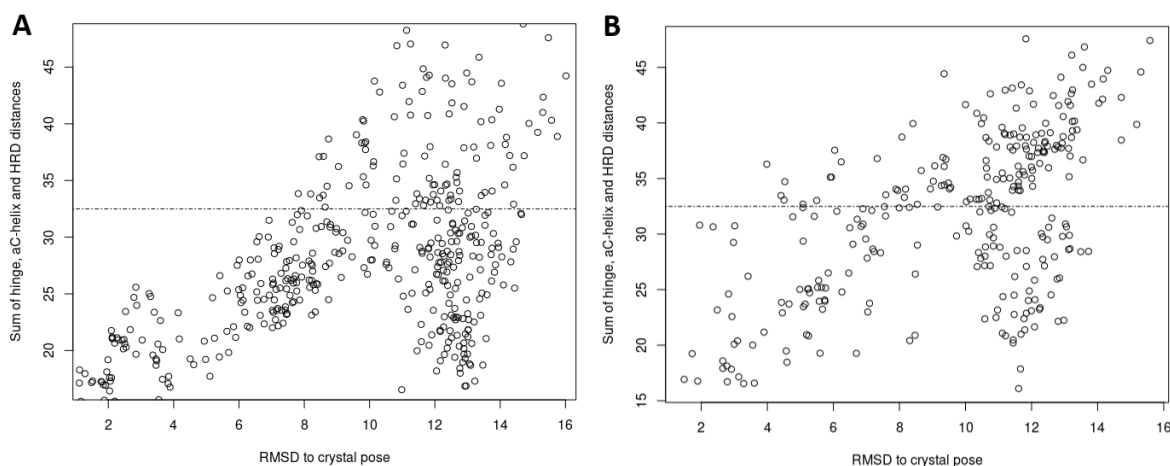 A
Sum of hinge, aC-helix and HRD distances
45
40
35
30
25
20
2 4 6 8 10 12 14 16
RMSD to crystal pose
B
Sum of hinge, aC-helix and HRD distances
45
40
35
30
25
20
15
2 4 6 8 10 12 14 16
RMSD to crystal pose